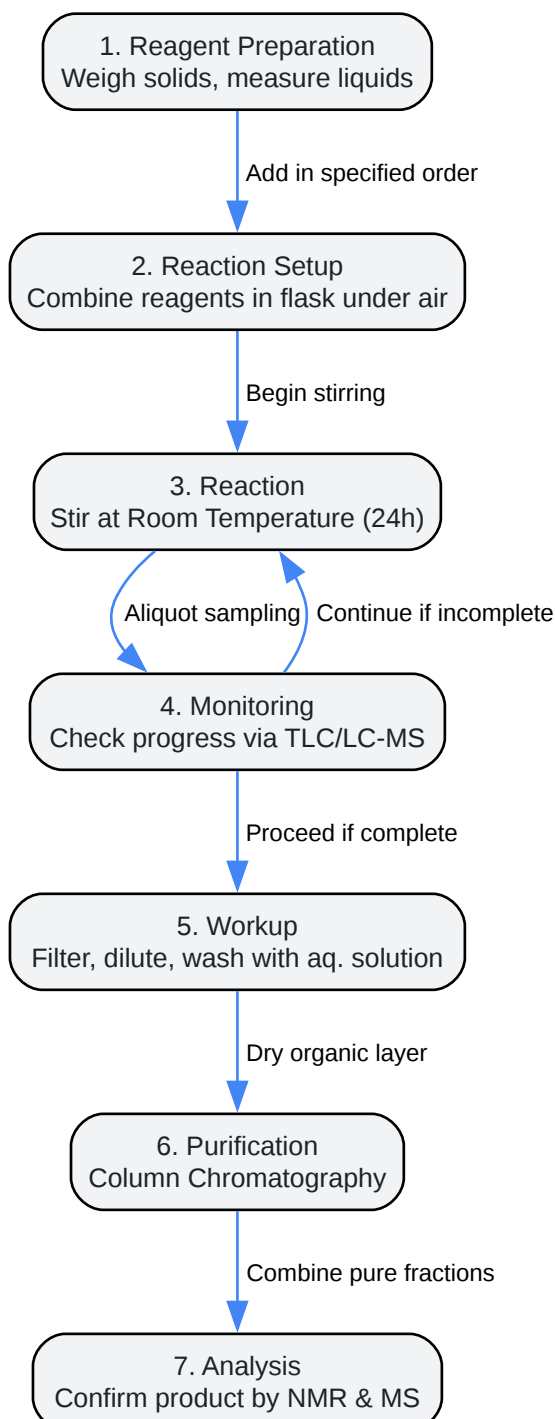 1. Reagent Preparation
Weigh solids, measure liquids
Add in specified order
2. Reaction Setup
Combine reagents in flask under air
Begin stirring
3. Reaction
Stir at Room Temperature (24h)
Aliquot sampling
Continue if incomplete
4. Monitoring
Check progress via TLC/LC-MS
Proceed if complete
5. Workup
Filter, dilute, wash with aq. solution
Dry organic layer
6. Purification
Column Chromatography
Combine pure fractions
7. Analysis
Confirm product by NMR & MS